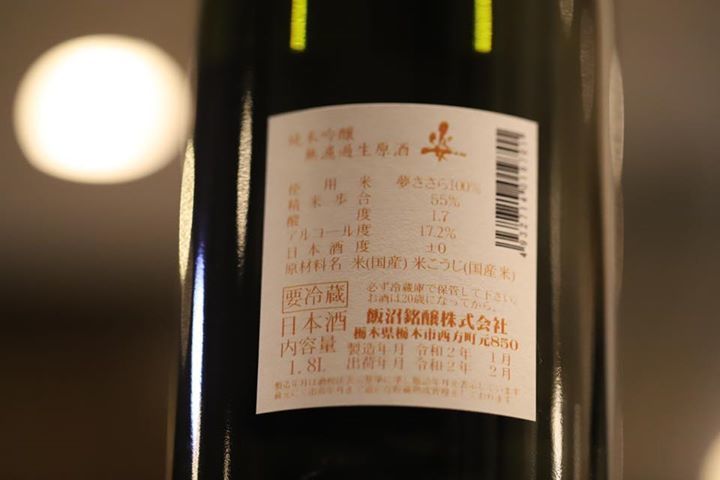 純米吟醸
無濾過生原酒 姿
使用米 夢ささら100%
精米歩合 55%
酸度 1.7
アルコール度 17.2%
日本酒度 ±0
原材料名 米(国産) 米こうじ(国産米)
要冷蔵 必ず冷蔵庫で保管して下さい。
お酒は20歳になってから。
日本酒 飯沼銘醸株式会社
栃木県栃木市西方町元850
内容量 製造年月 令和2年 1月
1.8L 出荷年月 令和2年 2月